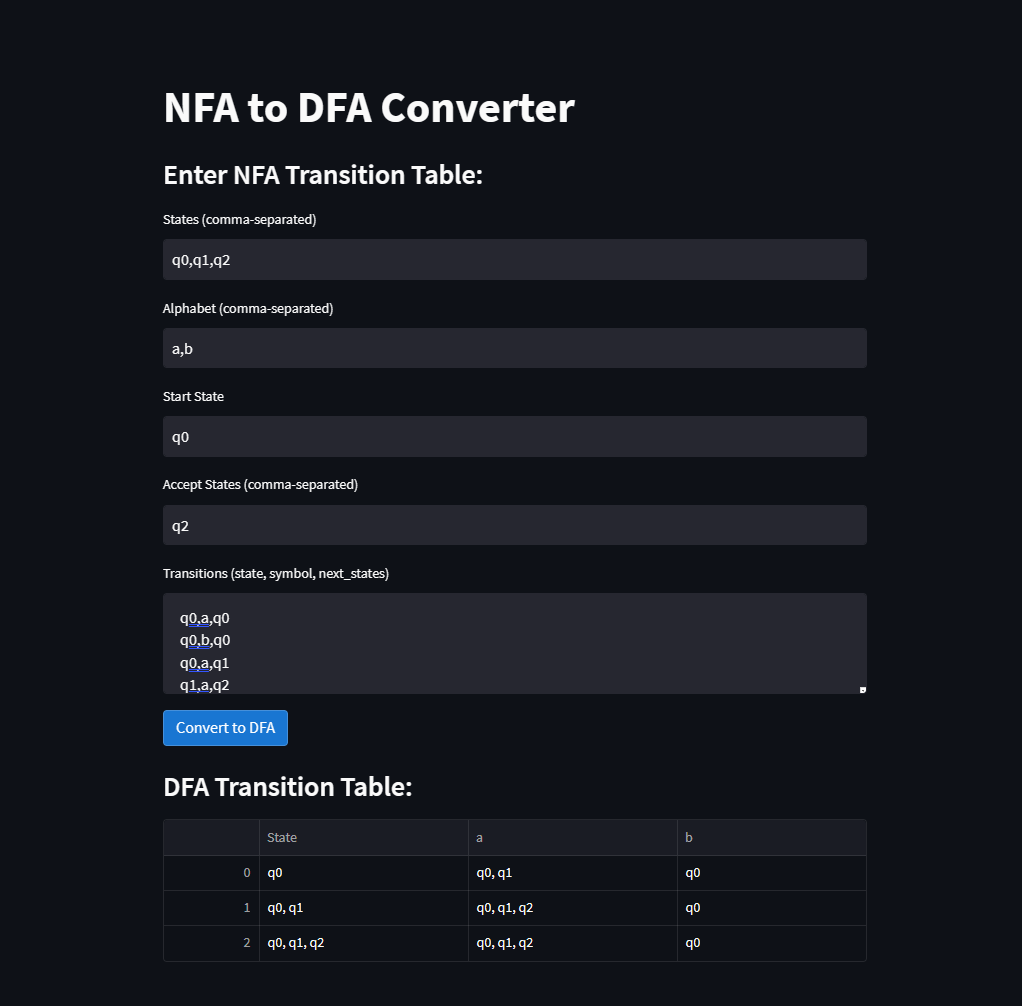 NFA to DFA Converter
Enter NFA Transition Table:
States (comma-separated)
q0,q1,q2
Alphabet (comma-separated)
a,b
Start State
q0
Accept States (comma-separated)
q2
Transitions (state, symbol, next_states)
q0,a,q0
q0,b,q0
q0,a,q1
q1,a,q2
Convert to DFA
DFA Transition Table:
State a b
0 q0 q0, q1 q0
1 q0, q1 q0, q1, q2 q0
2 q0, q1, q2 q0, q1, q2 q0